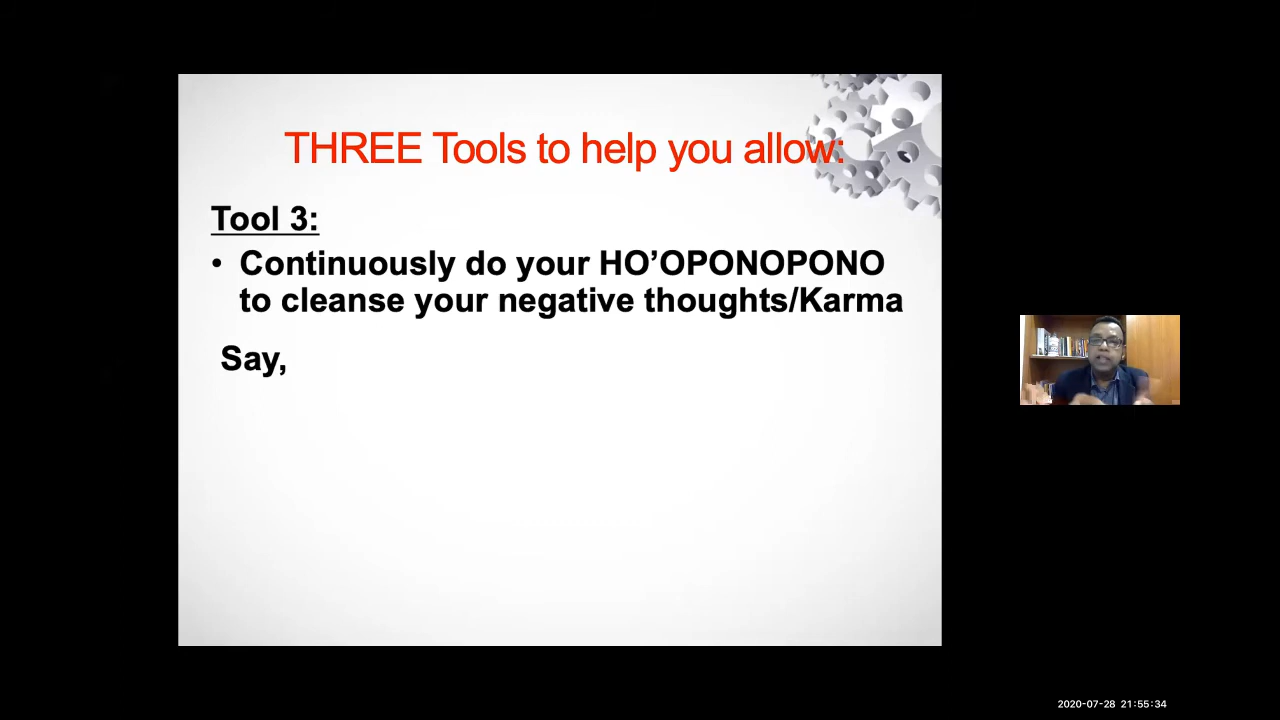 THREE Tools to help you allow:
Tool 3:
• Continuously do your HO’OPONOPONO
to cleanse your negative thoughts/Karma
Say,
2020-07-28 21:55:34